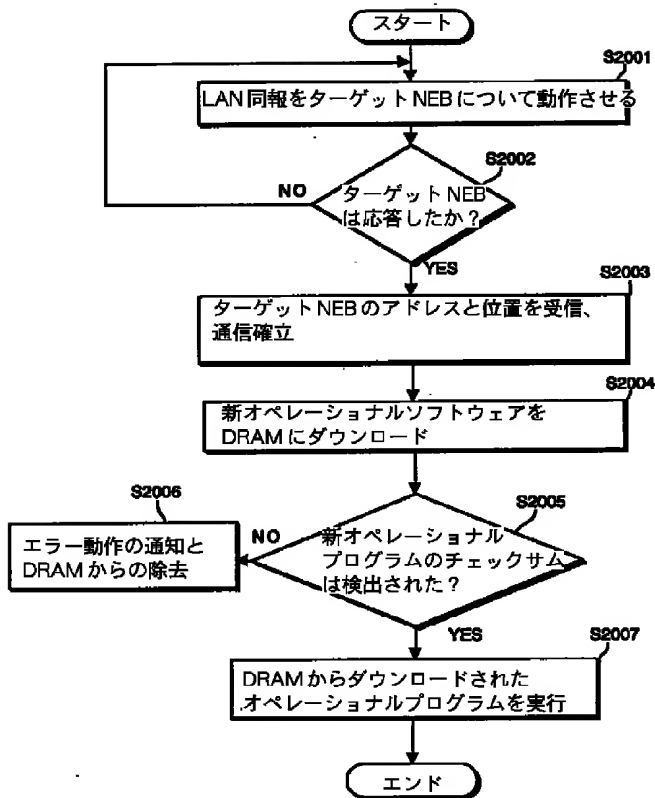 スタート
S2001
LAN同報をターゲットNEBについて動作させる
S2002
NO
ターゲットNEB
は応答したか？
YES
S2003
ターゲットNEBのアドレスと位置を受信、
通信確立
S2004
新オペレーショナルソフトウェアを
DRAMにダウンロード
S2006
エラー動作の通知と
DRAMからの除去
S2005
NO
新オペレーショナル
プログラムのチェックサム
は検出された？
YES
S2007
DRAMからダウンロードされた
オペレーショナルプログラムを実行
エンド